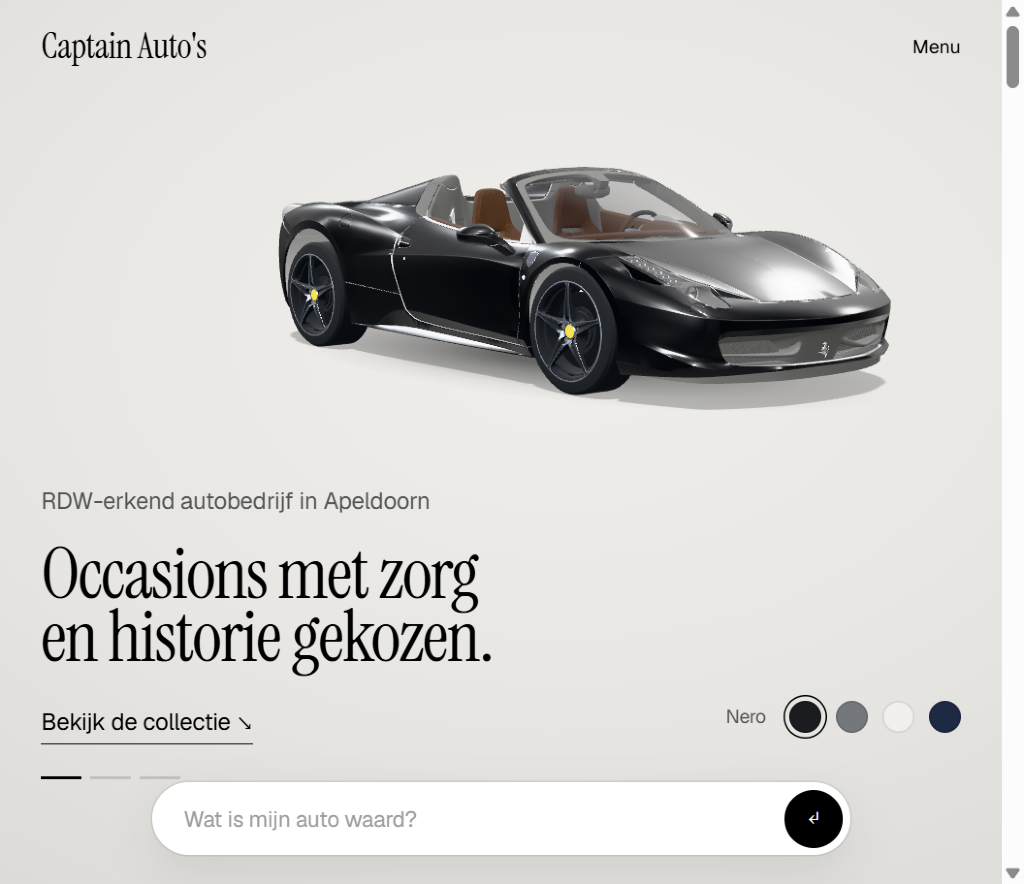 Captain Auto's
Menu
RDW-erkend autobedrijf in Apeldoorn
Occasions met zorg
en historie gekozen.
Bekijk de collectie ↘
Nero
Wat is mijn auto waard?